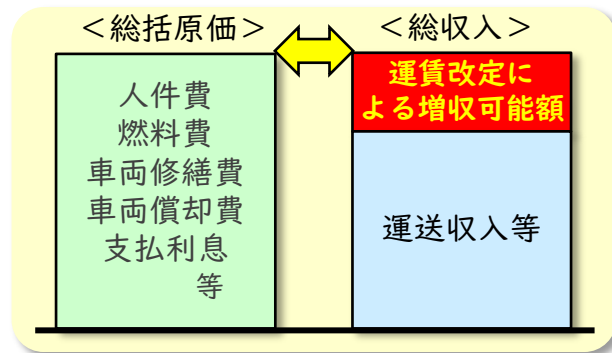 ＜総括原価＞
人件費
燃料費
車両修繕費
車両償却費
支払利息
等
＜総収入＞
運賃改定に
よる増収可能額
運送収入等